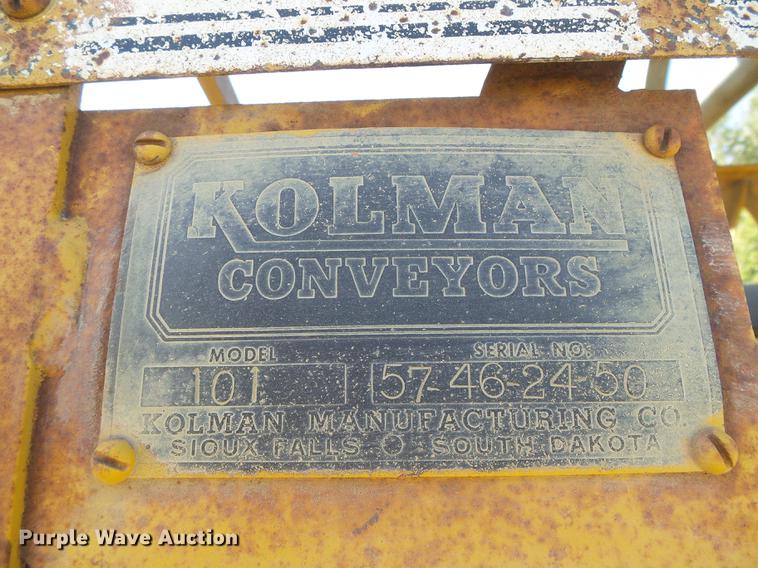 KOLMAN
CONVEYORS
MODEL SERIAL NO.
101 57-46-24-50
KOLMAN MANUFACTURING CO
SIOUX FALLS SOUTH DAKOTA
Purple Wave Auction